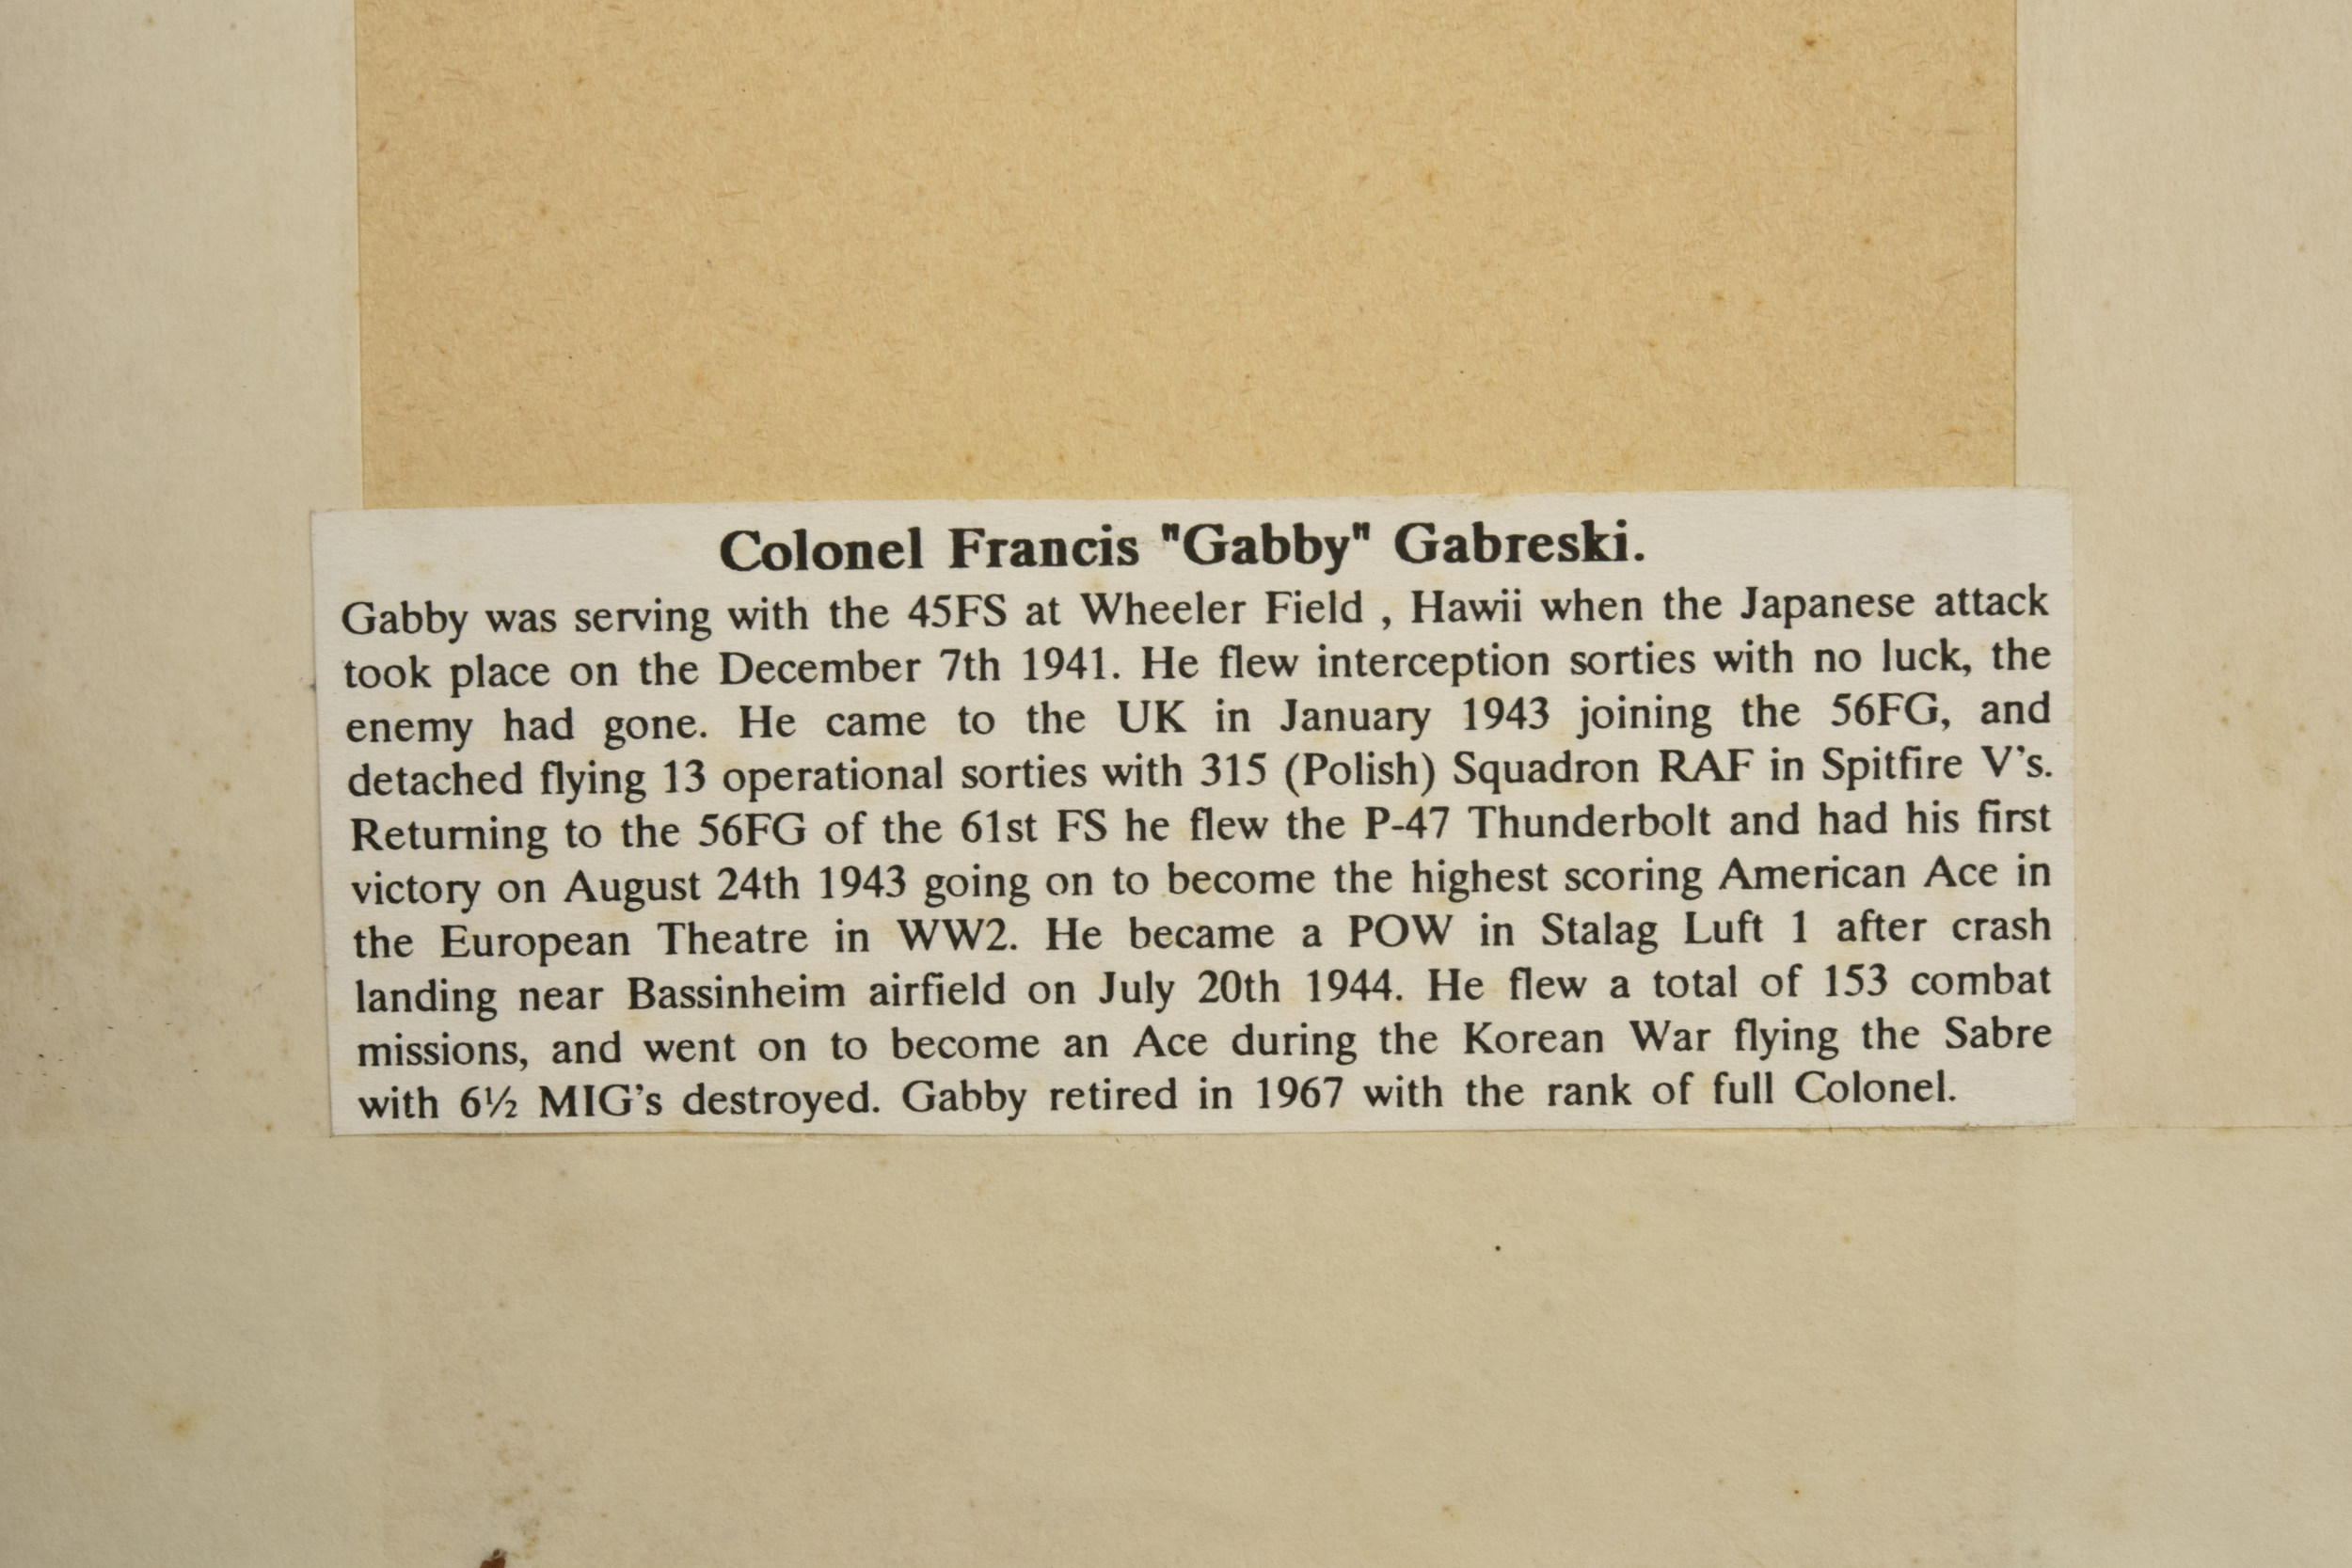 Colonel Francis "Gabby" Gabreski.
Gabby was serving with the 45FS at Wheeler Field , Hawii when the Japanese attack
took place on the December 7th 1941. He flew interception sorties with no luck, the
enemy had gone. He came to the UK in January 1943 joining the 56FG, and
detached flying 13 operational sorties with 315 (Polish) Squadron RAF in Spitfire V's.
Returning to the 56FG of the 61st FS he flew the P-47 Thunderbolt and had his first
victory on August 24th 1943 going on to become the highest scoring American Ace in
the European Theatre in WW2. He became a POW in Stalag Luft 1 after crash
landing near Bassinheim airfield on July 20th 1944. He flew a total of 153 combat
missions, and went on to become an Ace during the Korean War flying the Sabre
with 6½ MIG's destroyed. Gabby retired in 1967 with the rank of full Colonel.